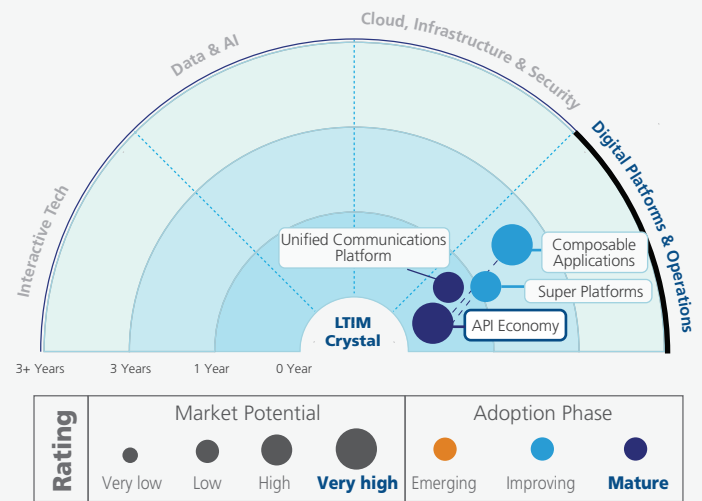 Cloud, Infrastructure & Security
Data & AI
Interactive Tech
Digital Platforms & Operations
Unified Communications
Platform
Composable
Applications
Super Platforms
API Economy
LTIM
Crystal
3+ Years
3 Years
1 Year
0 Year
Rating
Market Potential
Adoption Phase
Very low
Low
High
Very high
Emerging
Improving
Mature